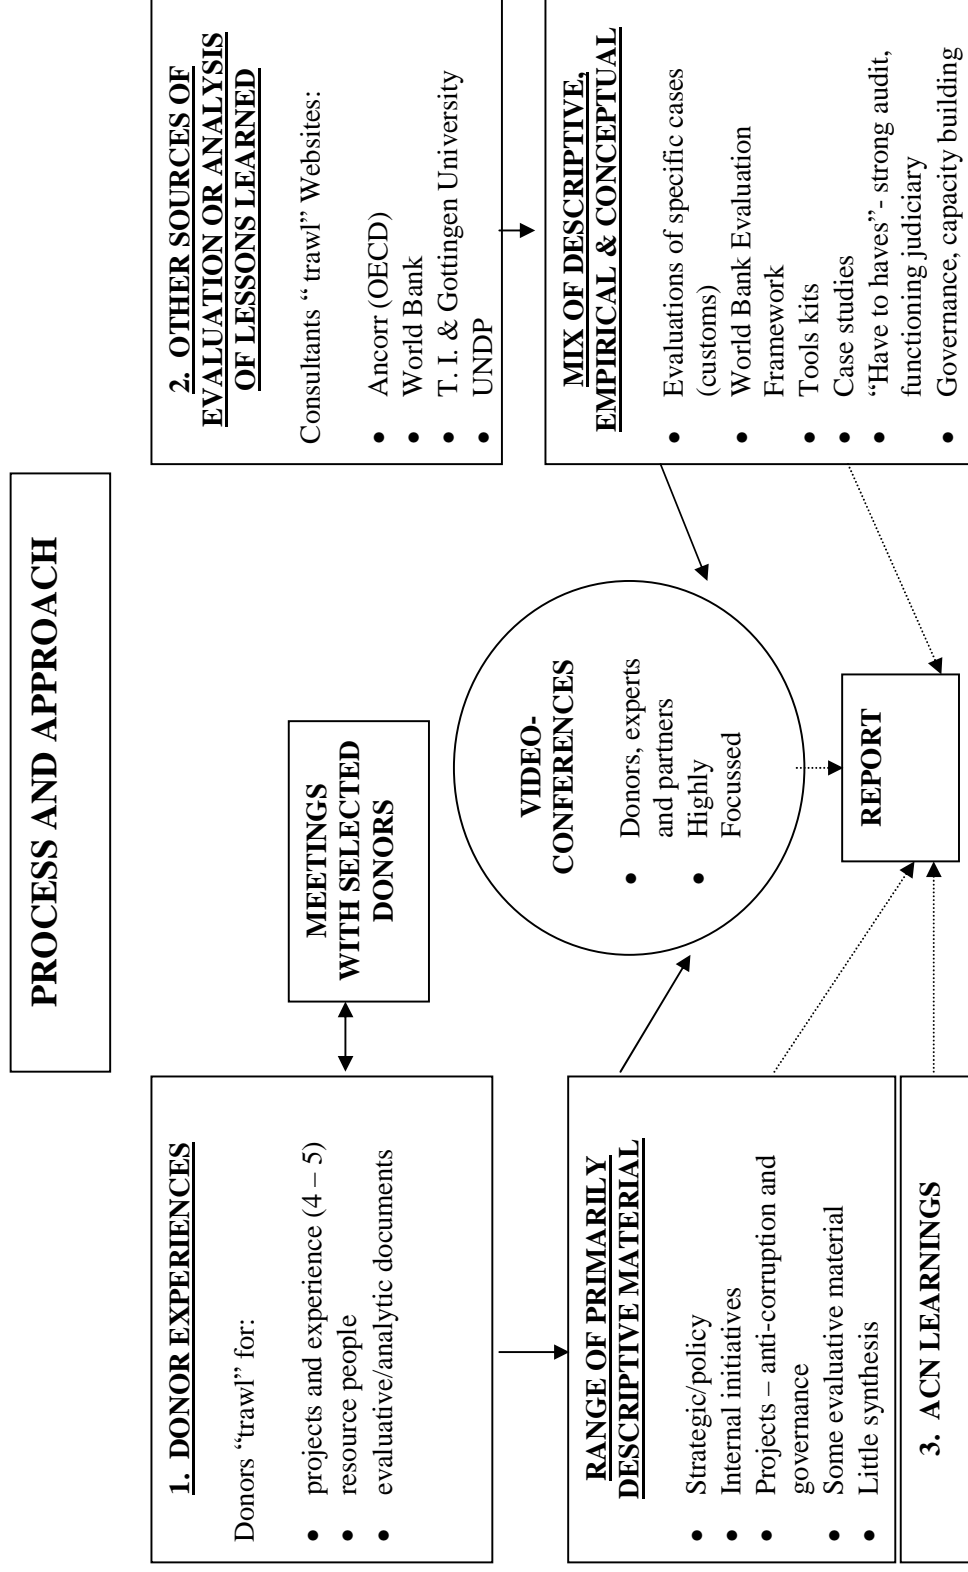 PROCESS AND APPROACH
1. DONOR EXPERIENCES
Donors “trawl” for:
• projects and experience (4 – 5)
• resource people
• evaluative/analytic documents
MEETINGS
WITH SELECTED
DONORS
2. OTHER SOURCES OF
EVALUATION OR ANALYSIS
OF LESSONS LEARNED
Consultants “ trawl” Websites:
• Ancorr (OECD)
• World Bank
• T. I. & Gottingen University
• UNDP
RANGE OF PRIMARILY
DESCRIPTIVE MATERIAL
• Strategic/policy
• Internal initiatives
• Projects – anti-corruption and
governance
• Some evaluative material
• Little synthesis
VIDEO-
CONFERENCES
• Donors, experts
and partners
• Highly
Focussed
MIX OF DESCRIPTIVE,
EMPIRICAL & CONCEPTUAL
• Evaluations of specific cases
(customs)
• World Bank Evaluation
Framework
• Tools kits
• Case studies
• “Have to haves”- strong audit,
functioning judiciary
• Governance, capacity building
REPORT
3. ACN LEARNINGS